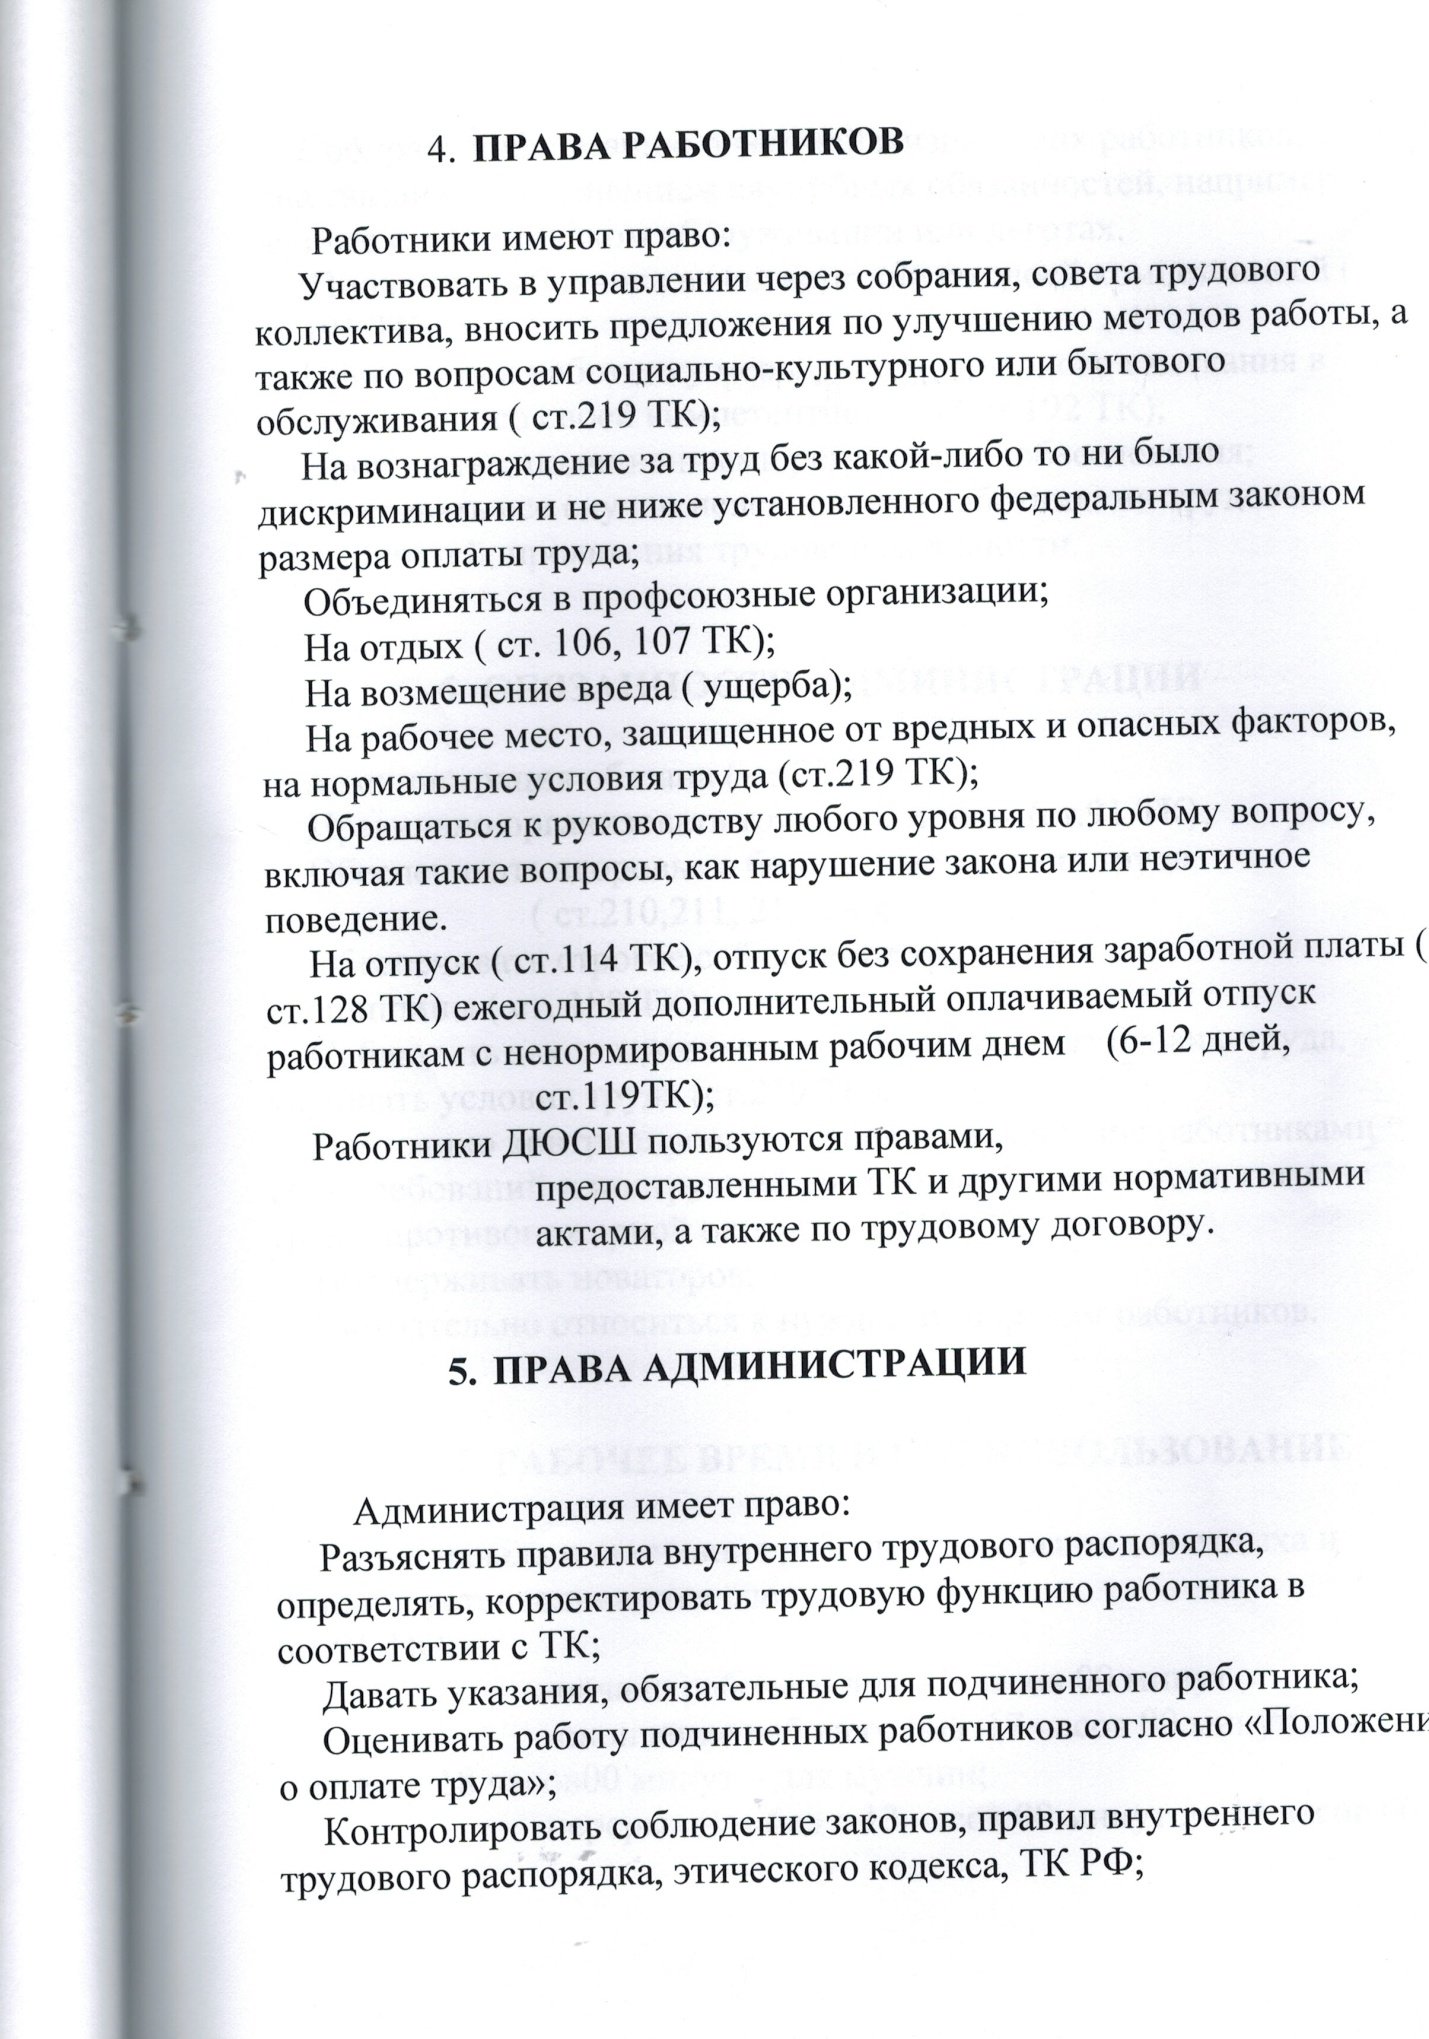 4. ПРАВА РАБОТНИКОВ
Работники имеют право:
Участвовать в управлении через собрания, совета трудового
коллектива, вносить предложения по улучшению методов работы, а
также по вопросам социально-культурного или бытового
обслуживания ( ст.219 ТК);
На вознаграждение за труд без какой-либо то ни было
дискриминации и не ниже установленного федеральным законом
размера оплаты труда;
Объединяться в профсоюзные организации;
На отдых ( ст. 106, 107 ТК);
На возмещение вреда ( ущерба);
На рабочее место, защищенное от вредных и опасных факторов,
на нормальные условия труда (ст.219 ТК);
Обращаться к руководству любого уровня по любому вопросу,
включая такие вопросы, как нарушение закона или неэтичное
поведение.
На отпуск ( ст.114 ТК), отпуск без сохранения заработной платы (
ст.128 ТК) ежегодный дополнительный оплачиваемый отпуск
работникам с ненормированным рабочим днем (6-12 дней,
ст.119ТК);
Работники ДЮСШ пользуются правами,
предоставленными ТК и другими нормативными
актами, а также по трудовому договору.
5. ПРАВА АДМИНИСТРАЦИИ
Администрация имеет право:
Разъяснять правила внутреннего трудового распорядка,
определять, корректировать трудовую функцию работника в
соответствии с ТК;
Давать указания, обязательные для подчиненного работника;
Оценивать работу подчиненных работников согласно «Положени
о оплате труда»;
Контролировать соблюдение законов, правил внутреннего
трудового распорядка, этического кодекса, ТК РФ;